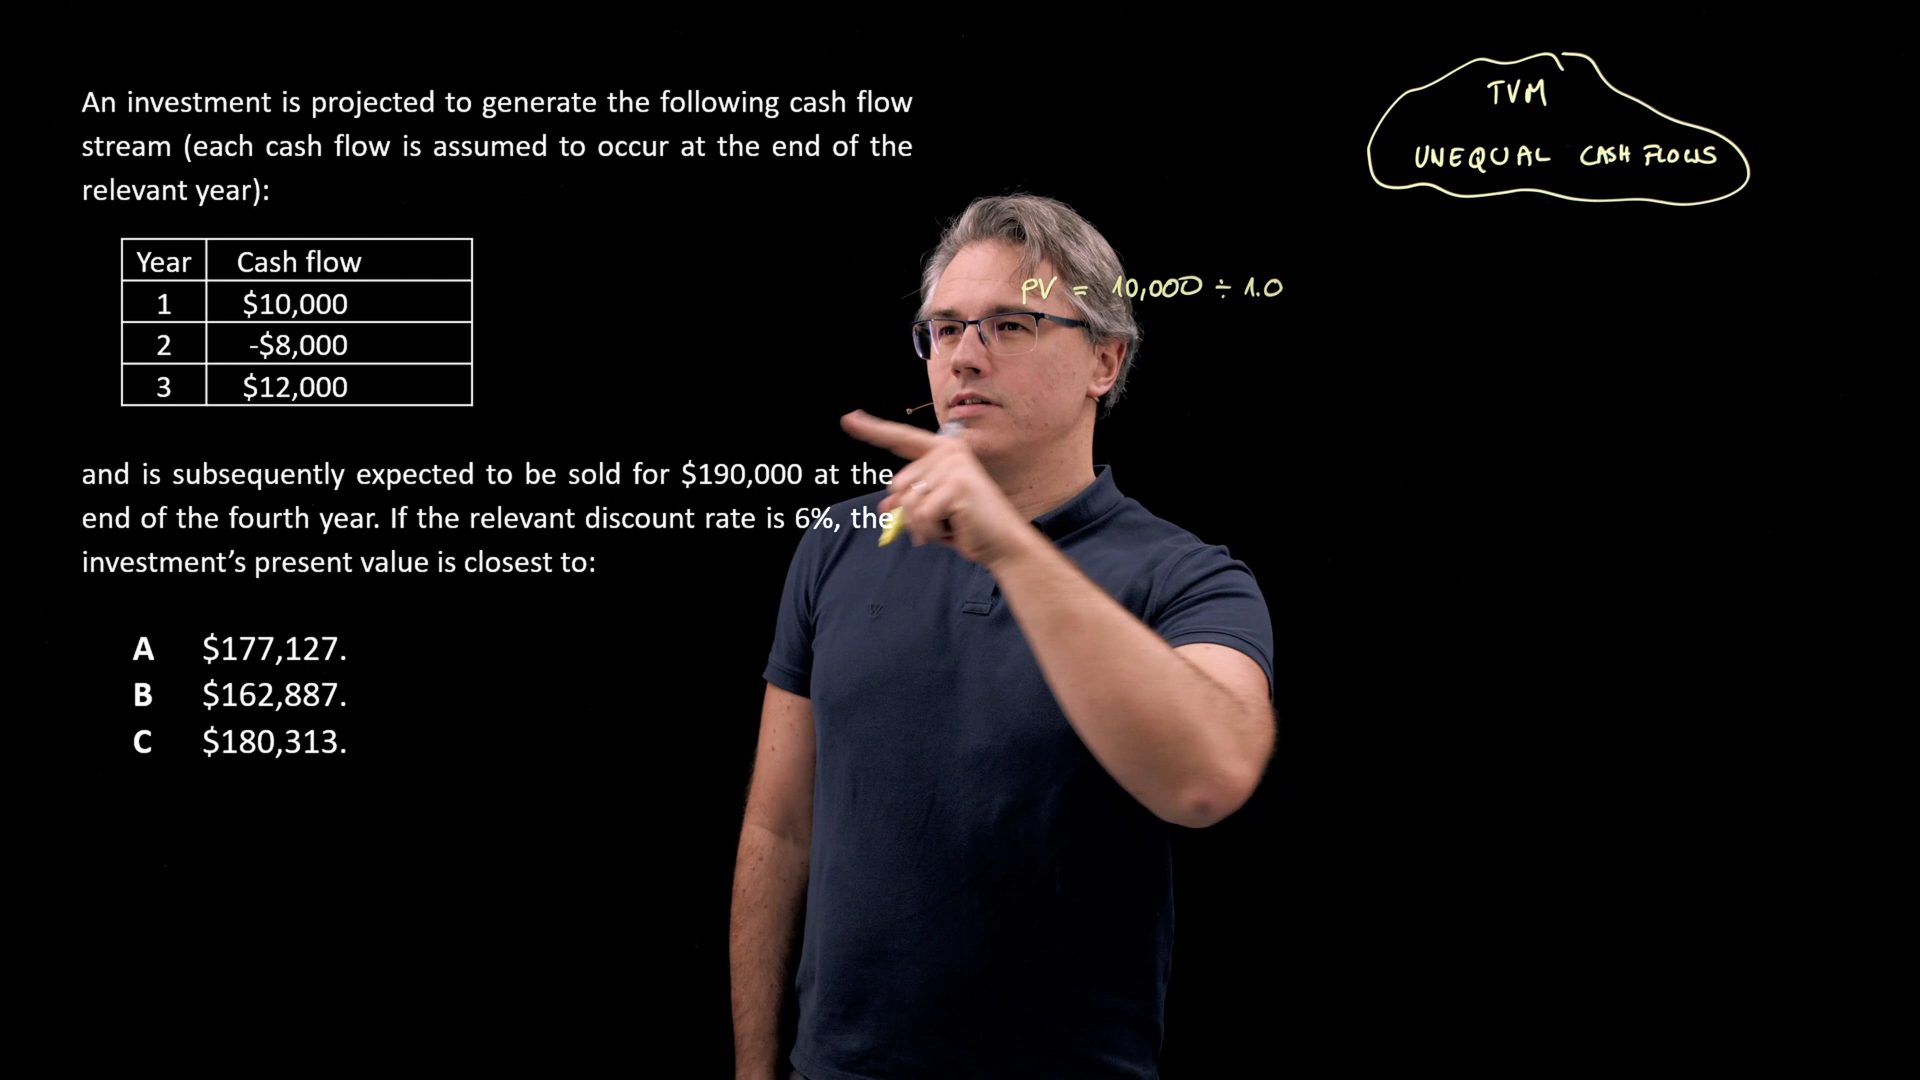 An investment is projected to generate the following cash flow
stream (each cash flow is assumed to occur at the end of the
relevant year):
Year Cash flow
1 $10,000
2 -$8,000
3 $12,000
and is subsequently expected to be sold for $190,000 at the
end of the fourth year. If the relevant discount rate is 6%, the
investment’s present value is closest to:
A $177,127.
B $162,887.
C $180,313.
TVM
UNEQUAL CASH FLOWS
PV = 10,000 ÷ 1.0